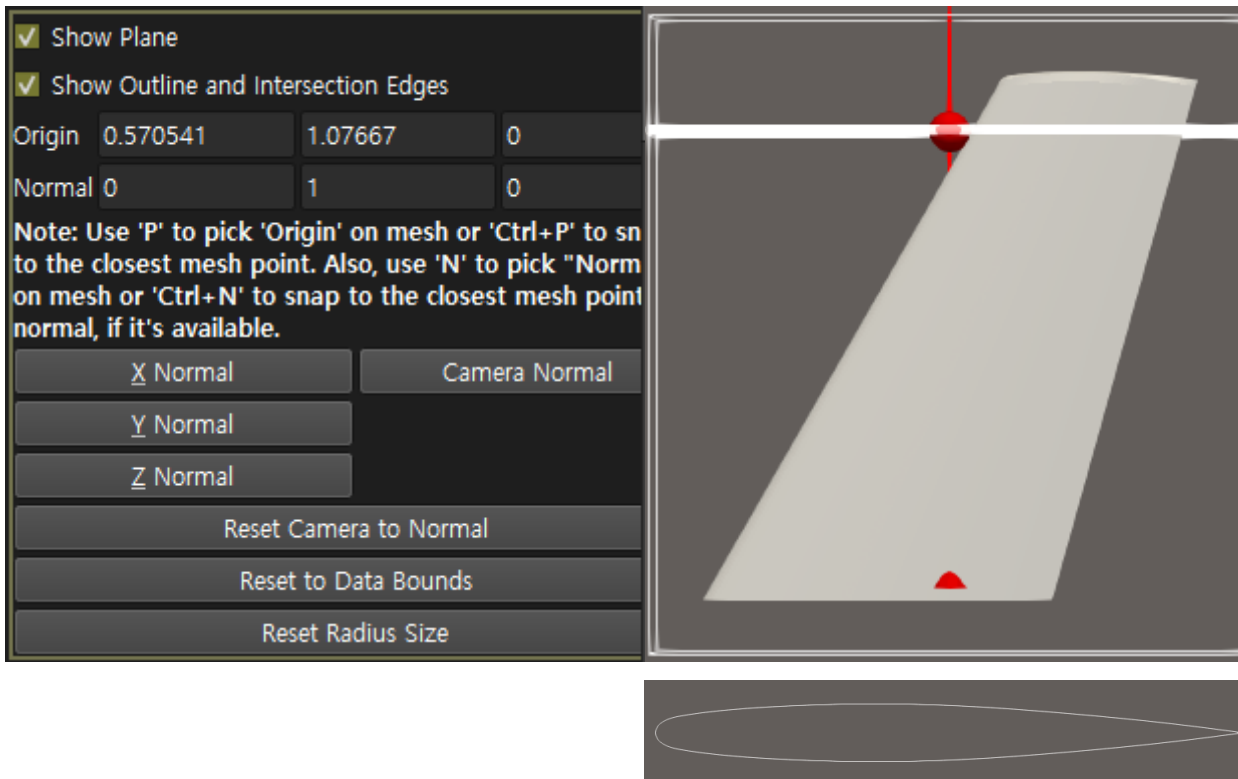 Show Plane
Show Outline and Intersection Edges
Origin 0.570541 1.07667 0
Normal 0 1 0
Note: Use 'P' to pick 'Origin' on mesh or 'Ctrl+P' to sn
to the closest mesh point. Also, use 'N' to pick "Norm
on mesh or 'Ctrl+N' to snap to the closest mesh point
normal, if it's available.
X Normal Camera Normal
Y Normal
Z Normal
Reset Camera to Normal
Reset to Data Bounds
Reset Radius Size